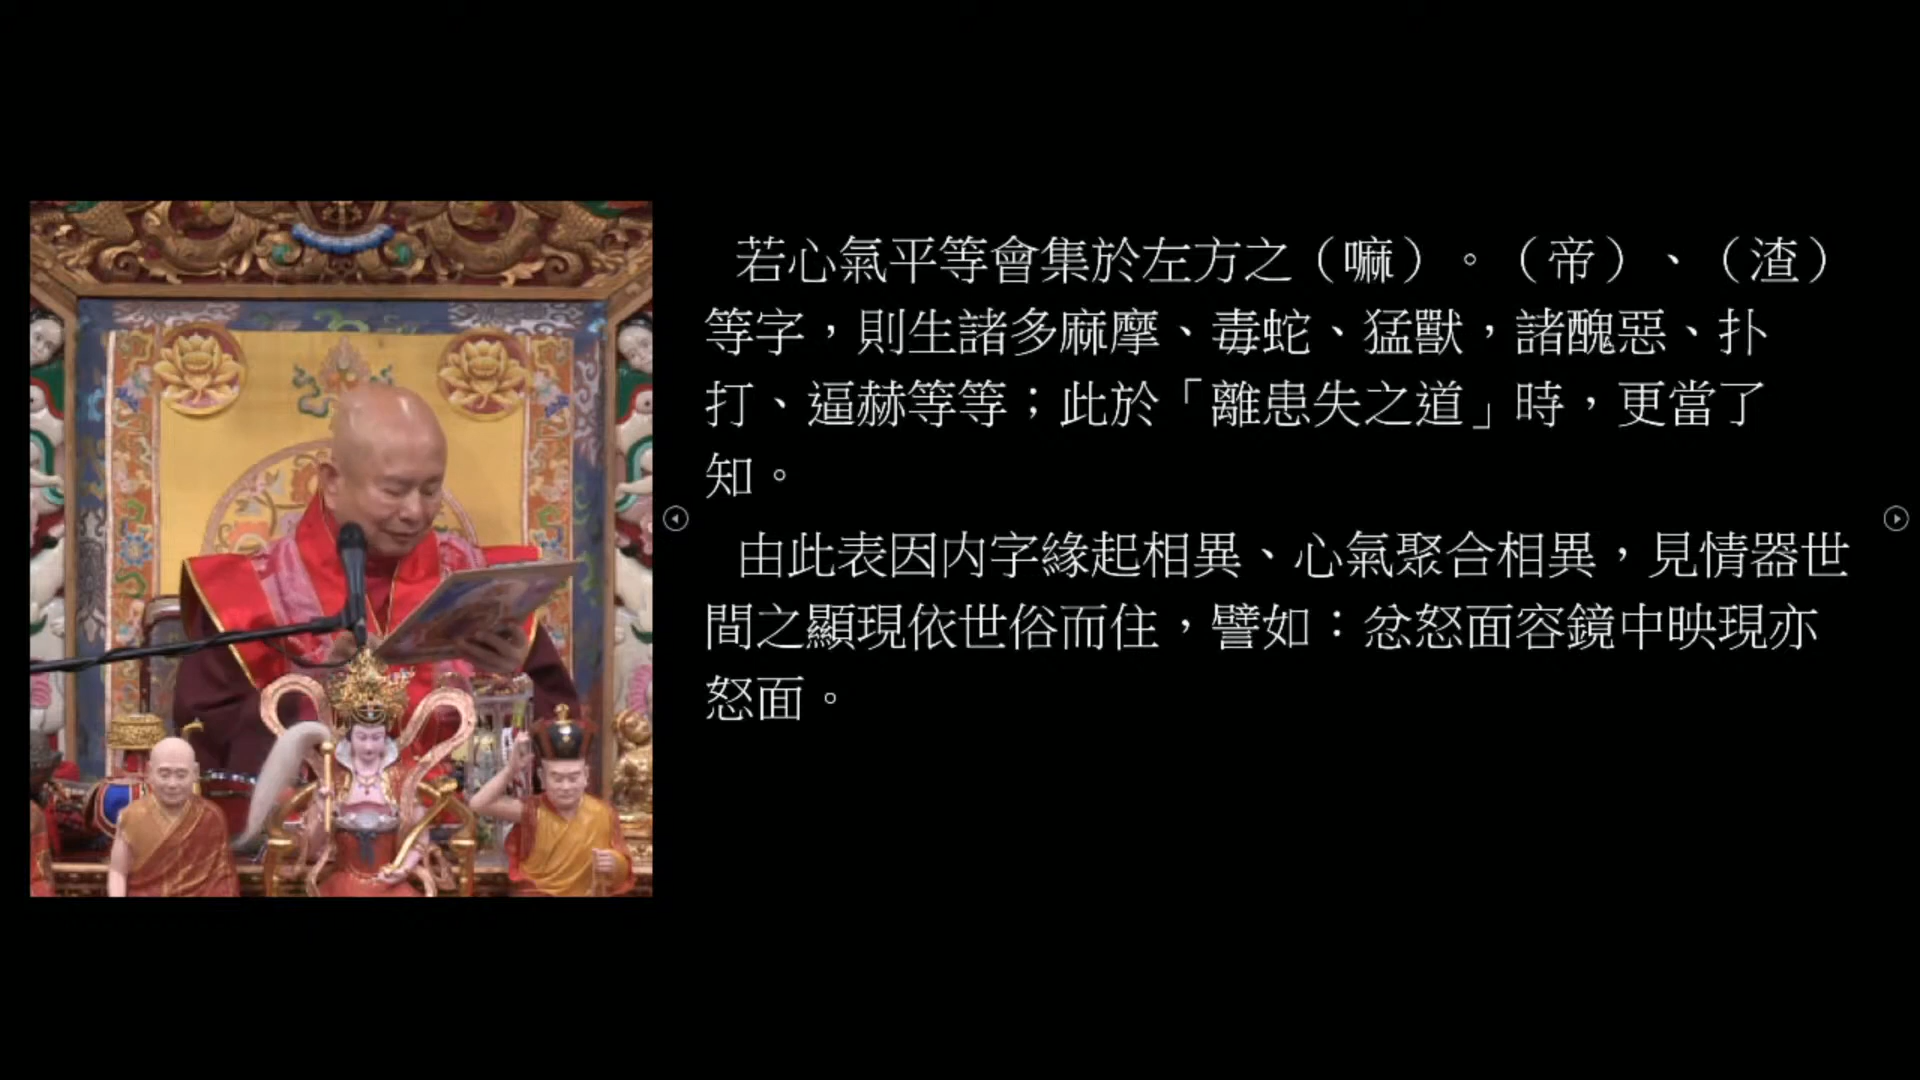 若心氣平等會集於左方之（嘛）。（帝）、（渣）
等字，則生諸多麻摩、毒蛇、猛獸，諸醜惡、扑
打、逼赫等等；此於「離患失之道」時，更當了
知。
由此表因内字緣起相異、心氣聚合相異，見情器世
間之顯現依世俗而住，譬如：忿怒面容鏡中映現亦
怒面。